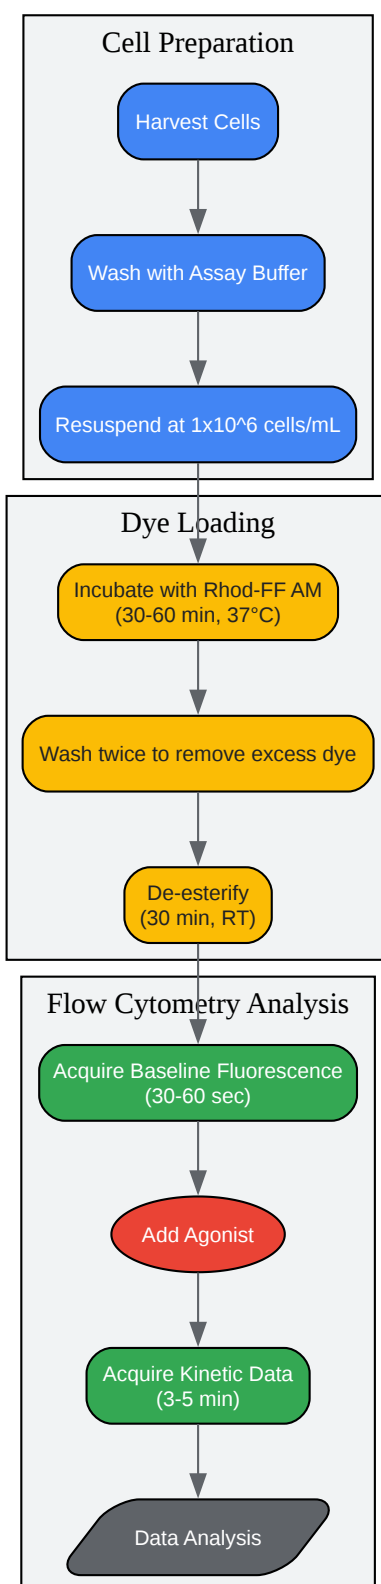 Cell Preparation
Harvest Cells
Wash with Assay Buffer
Resuspend at 1x10^6 cells/mL
Dye Loading
Incubate with Rhod-FF AM
(30-60 min, 37°C)
Wash twice to remove excess dye
De-esterify
(30 min, RT)
Flow Cytometry Analysis
Acquire Baseline Fluorescence
(30-60 sec)
Add Agonist
Acquire Kinetic Data
(3-5 min)
Data Analysis